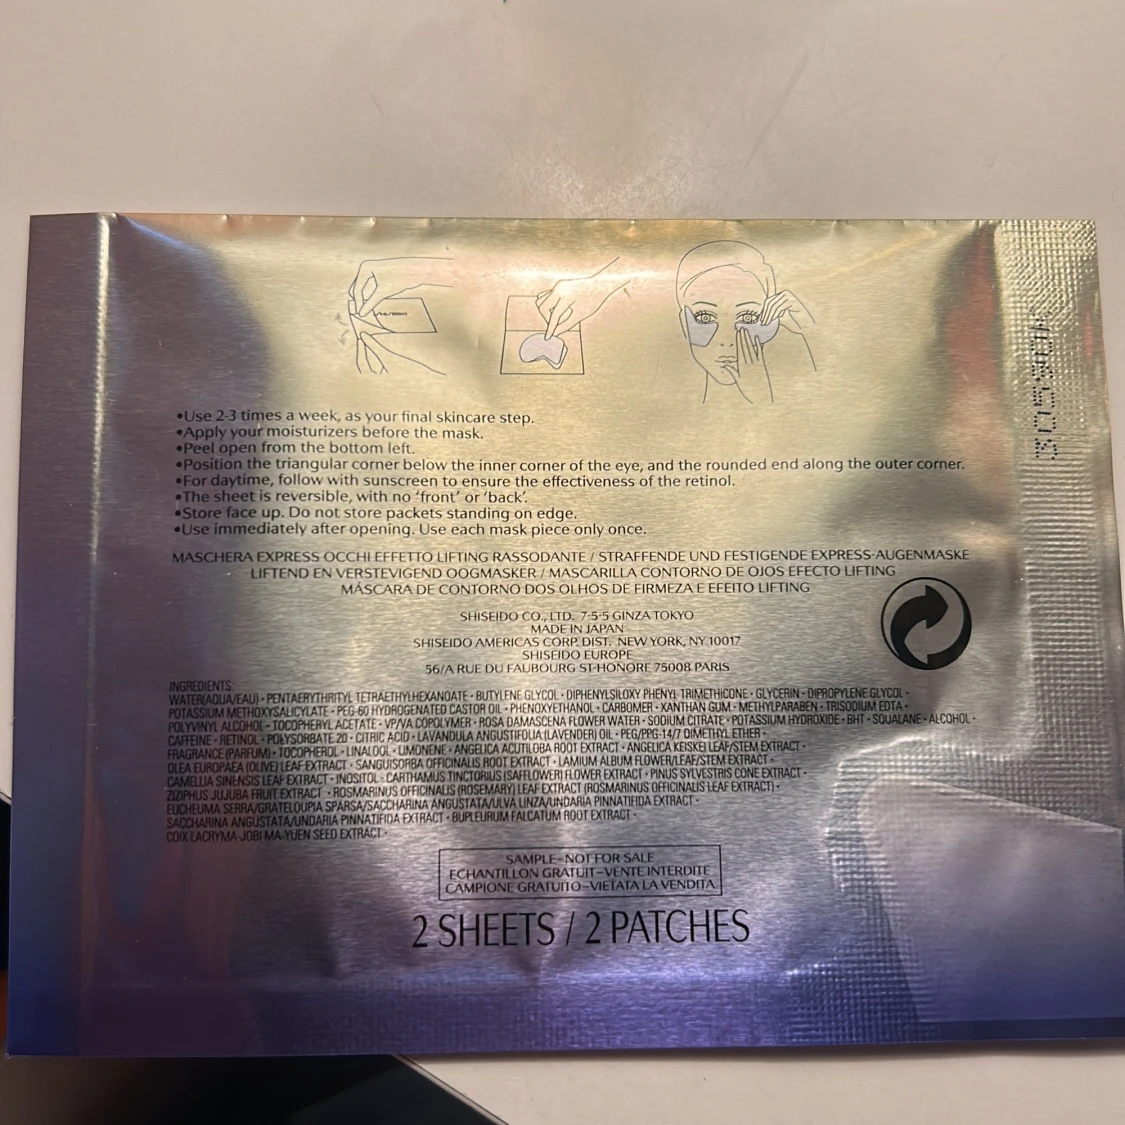 SHISEIDO
•Use 2-3 times a week, as your final skincare step.
•Apply your moisturizers before the mask.
•Peel open from the bottom left.
•Position the triangular corner below the inner corner of the eye, and the rounded end along the outer corner.
•For daytime, follow with sunscreen to ensure the effectiveness of the retinol.
•The sheet is reversible, with no 'front' or 'back'.
•Store face up. Do not store packets standing on edge.
•Use immediately after opening. Use each mask piece only once.
MASCHERA EXPRESS OCCHI EFFETTO LIFTING RASSODANTE / STRAFFENDE UND FESTIGENDE EXPRESS-AUGENMASKE
LIFTEND EN VERSTEVIGEND OOGMASKER / MASCARILLA CONTORNO DE OJOS EFECTO LIFTING
MÁSCARA DE CONTORNO DOS OLHOS DE FIRMEZA E EFEITO LIFTING
SHISEIDO CO., LTD. 7-5-5 GINZA TOKYO
MADE IN JAPAN
SHISEIDO AMERICAS CORP. DIST. NEW YORK, NY 10017
SHISEIDO EUROPE
56/A RUE DU FAUBOURG ST-HONORE 75008 PARIS
INGREDIENTS:
WATER(AQUA/EAU)・PENTAERYTHRITYL TETRAETHYLHEXANOATE・BUTYLENE GLYCOL・DIPHENYLSILOXY PHENYL TRIMETHICONE・GLYCERIN・DIPROPYLENE GLYCOL・
POTASSIUM METHOXYSALICYLATE・PEG-60 HYDROGENATED CASTOR OIL・PHENOXYETHANOL・CARBOMER・XANTHAN GUM・METHYLPARABEN・TRISODIUM EDTA・
POLYVINYL ALCOHOL・TOCOPHERYL ACETATE・VP/VA COPOLYMER・ROSA DAMASCENA FLOWER WATER・SODIUM CITRATE・POTASSIUM HYDROXIDE・BHT・SQUALANE・ALCOHOL・
CAFFEINE・RETINOL・POLYSORBATE 20・CITRIC ACID・LAVANDULA ANGUSTIFOLIA (LAVENDER) OIL・PEG/PPG-14/7 DIMETHYL ETHER・
FRAGRANCE (PARFUM)・TOCOPHEROL・LINALOOL・LIMONENE・ANGELICA ACUTILOBA ROOT EXTRACT・ANGELICA KEISKEI LEAF/STEM EXTRACT・
OLEA EUROPAEA (OLIVE) LEAF EXTRACT・SANGUISORBA OFFICINALIS ROOT EXTRACT・LAMIUM ALBUM FLOWER/LEAF/STEM EXTRACT・
CAMELLIA SINENSIS LEAF EXTRACT・INOSITOL・CARTHAMUS TINCTORIUS (SAFFLOWER) FLOWER EXTRACT・PINUS SYLVESTRIS CONE EXTRACT・
ZIZIPHUS JUJUBA FRUIT EXTRACT・ROSMARINUS OFFICINALIS (ROSEMARY) LEAF EXTRACT (ROSMARINUS OFFICINALIS LEAF EXTRACT)・
EUCHEUMA SERRA/GRATELOUPIA SPARSA/SACCHARINA ANGUSTATA/ULVA LINZA/UNDARIA PINNATIFIDA EXTRACT・
SACCHARINA ANGUSTATA/UNDARIA PINNATIFIDA EXTRACT・BUPLEURUM FALCATUM ROOT EXTRACT・
COIX LACRYMA-JOBI MA-YUEN SEED EXTRACT・
SAMPLE–NOT FOR SALE
ECHANTILLON GRATUIT–VENTE INTERDITE
CAMPIONE GRATUITO–VIETATA LA VENDITA
2 SHEETS / 2 PATCHES